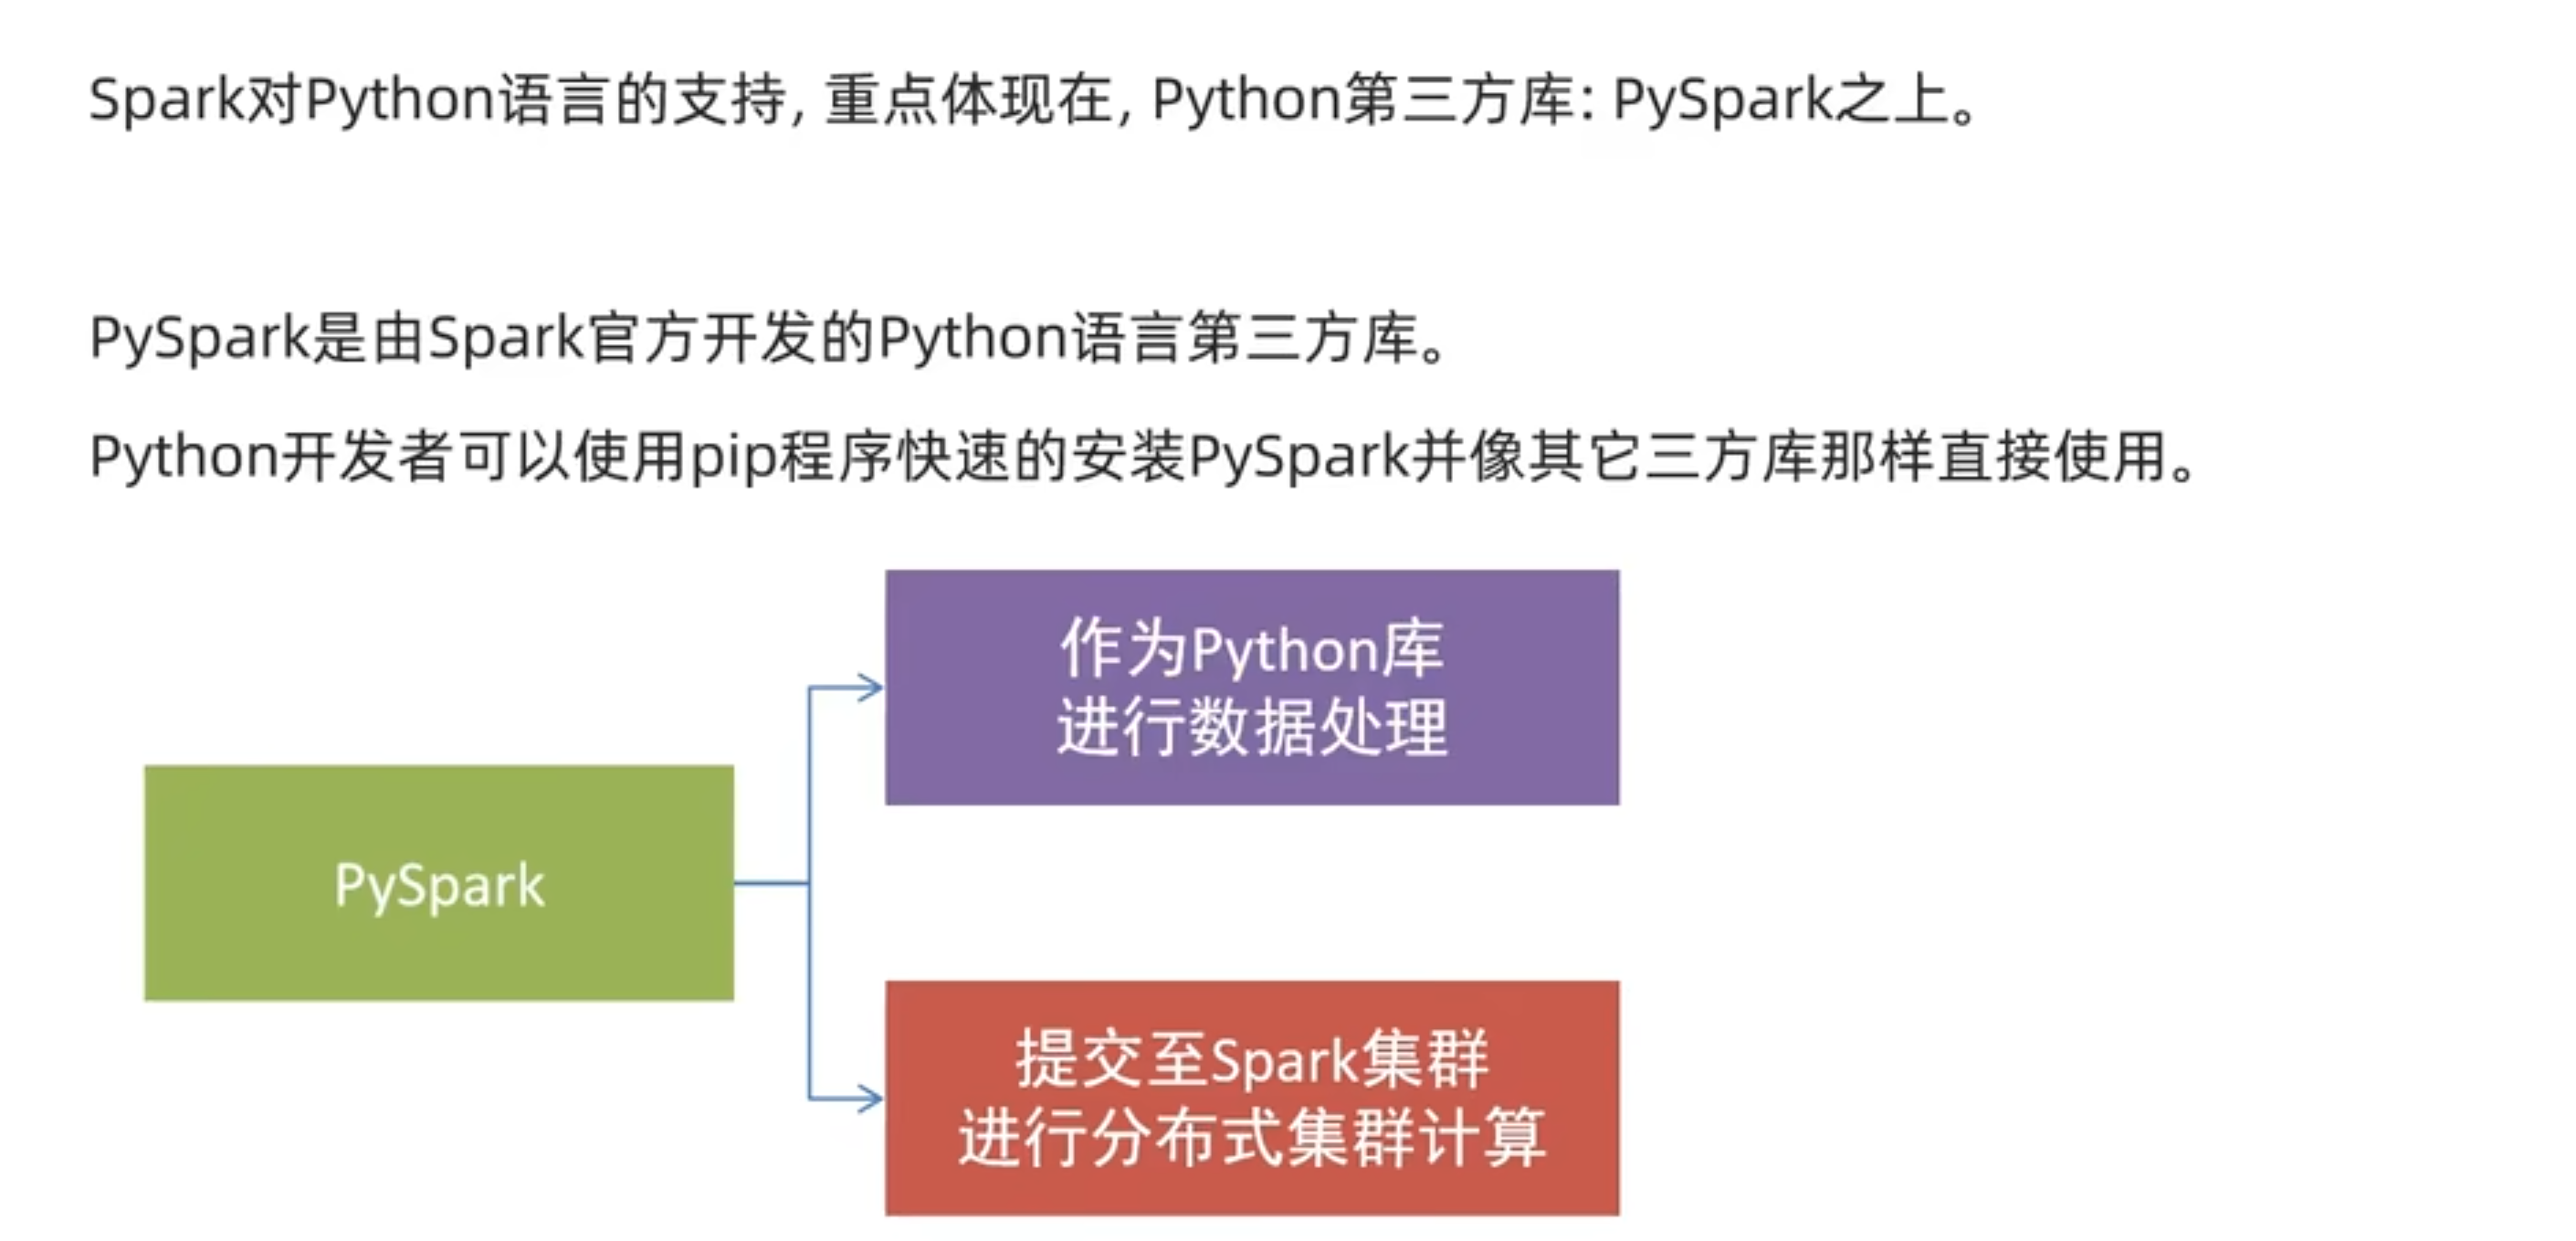 Spark对Python语言的支持, 重点体现在, Python第三方库: PySpark之上。
PySpark是由Spark官方开发的Python语言第三方库。
Python开发者可以使用pip程序快速的安装PySpark并像其它三方库那样直接使用。
PySpark
作为Python库
进行数据处理
提交至Spark集群
进行分布式集群计算